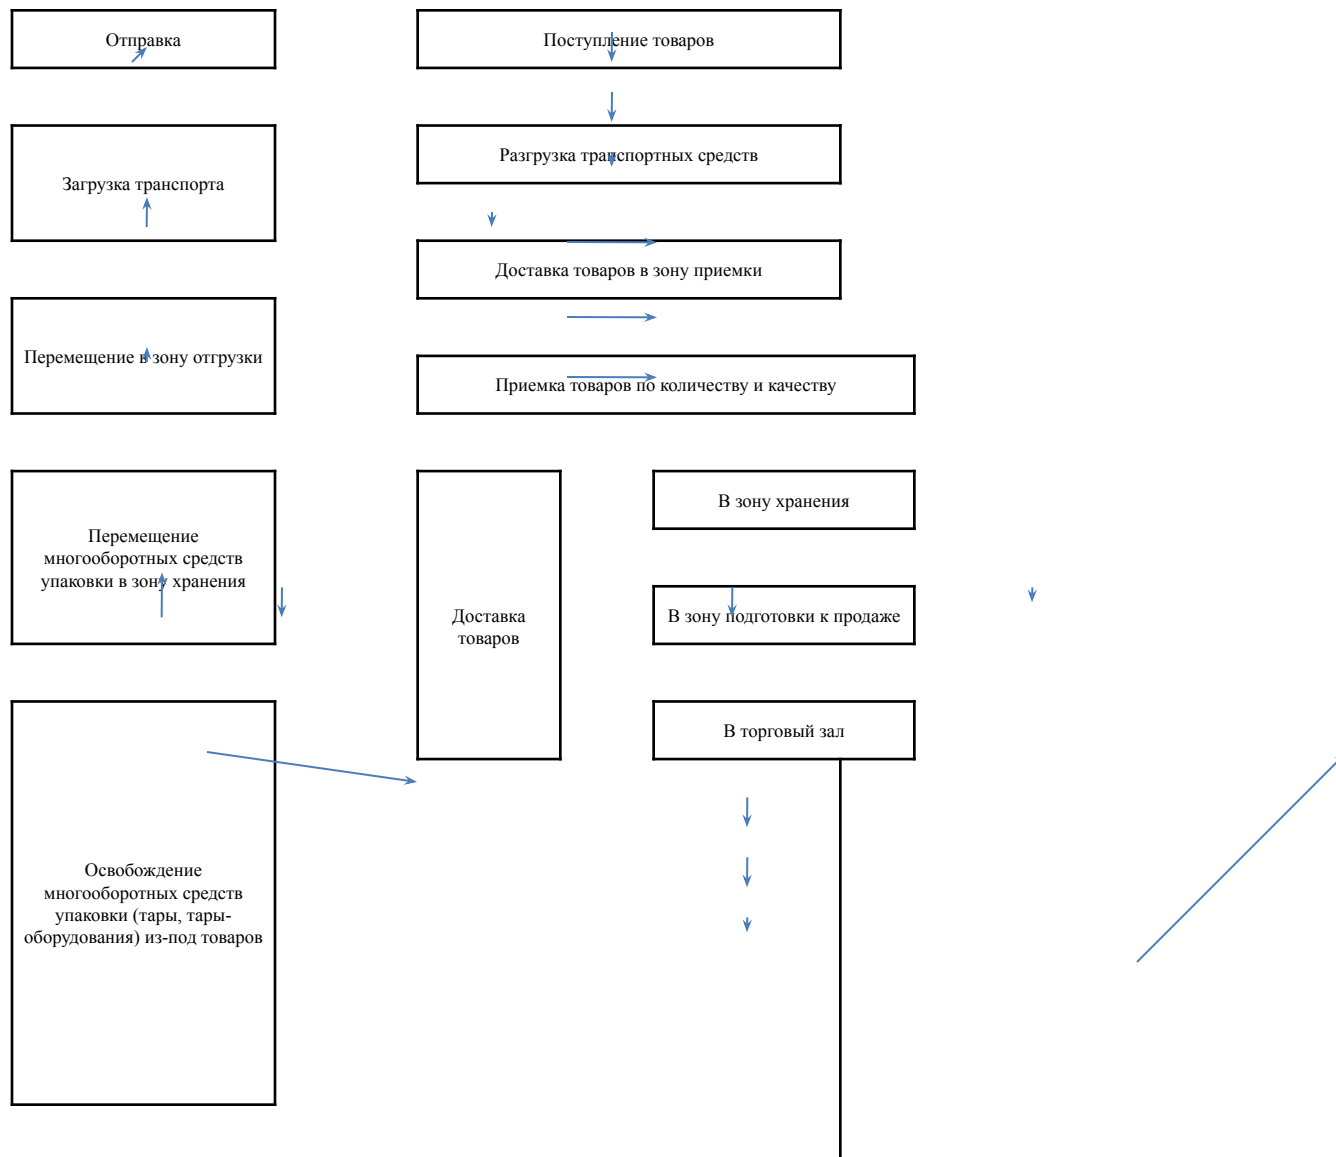 Отправка
Поступление товаров
Загрузка транспорта
Разгрузка транспортных средств
Доставка товаров в зону приемки
Перемещение в зону отгрузки
Приемка товаров по количеству и качеству
Перемещение
многооборотных средств
упаковки в зону хранения
Доставка
товаров
В зону хранения
В зону подготовки к продаже
В торговый зал
Освобождение
многооборотных средств
упаковки (тары, тары-
оборудования) из-под товаров